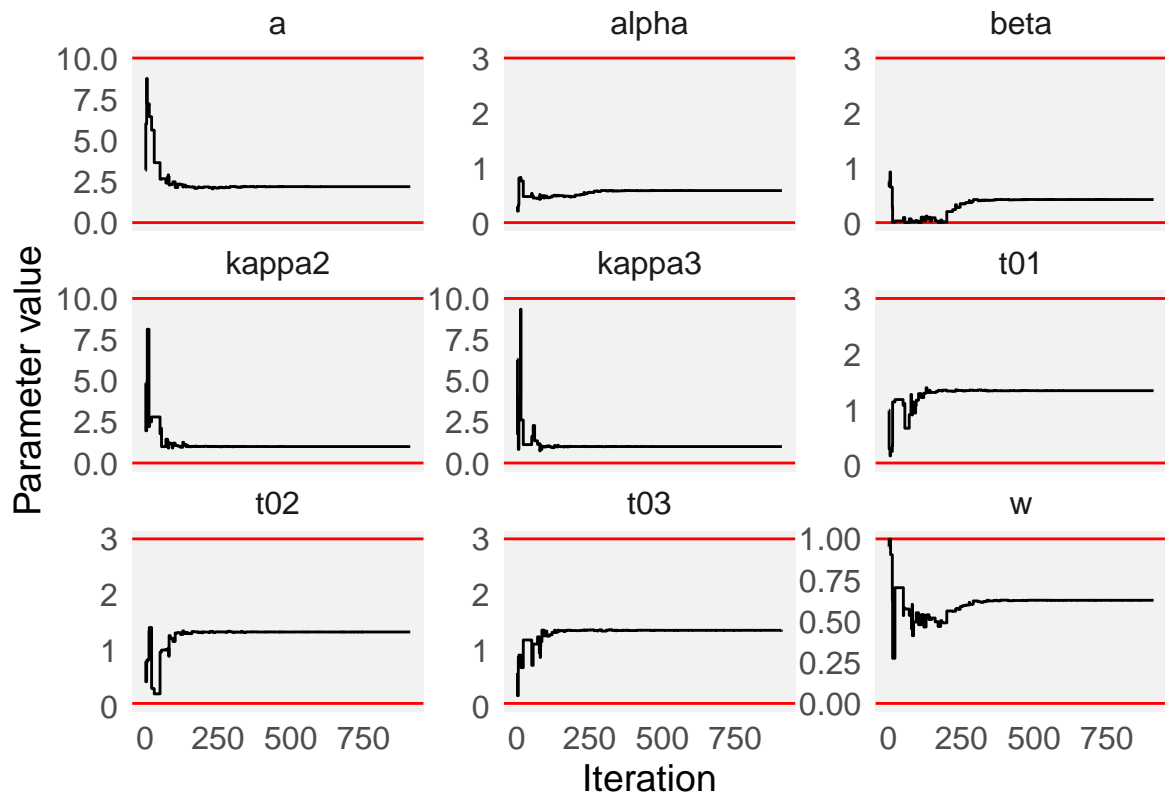 a alpha beta
10.0 3 3
7.5 2 2
5.0
2.5 1 1
0.0 0 0
kappa2 kappa3 t01
10.0 10.0 3
7.5 7.5 2
5.0 5.0
2.5 2.5 1
0.0 0.0 0
t02 t03 w
3 3 1.00
2 2 0.75
0.50
1 1 0.25
0 0 0.00
0 250 500 750 0 250 500 750 0 250 500 750
Iteration
Parameter value